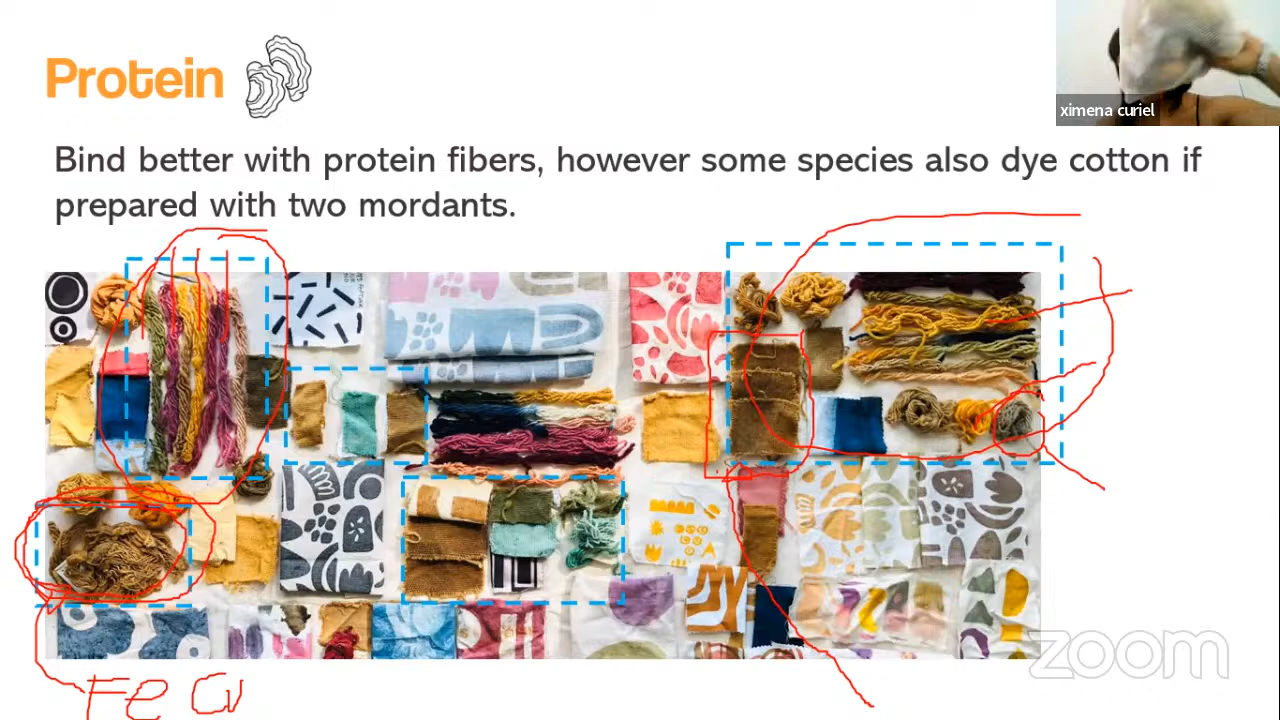 Protein
ximena curiel
Bind better with protein fibers, however some species also dye cotton if
prepared with two mordants.
Fe
zoom